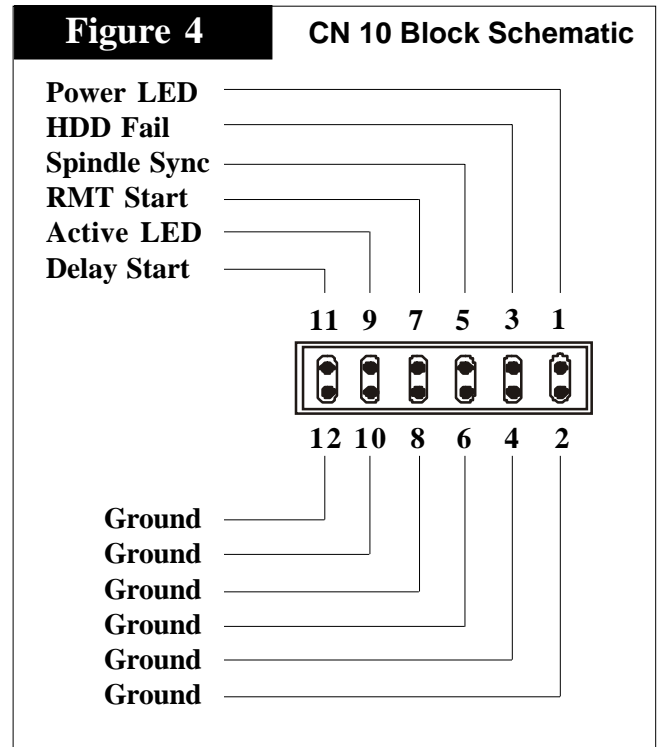 Figure 4 CN 10 Block Schematic
Power LED
HDD Fail
Spindle Sync
RMT Start
Active LED
Delay Start
11 9 7 5 3 1
12 10 8 6 4 2
Ground
Ground
Ground
Ground
Ground
Ground